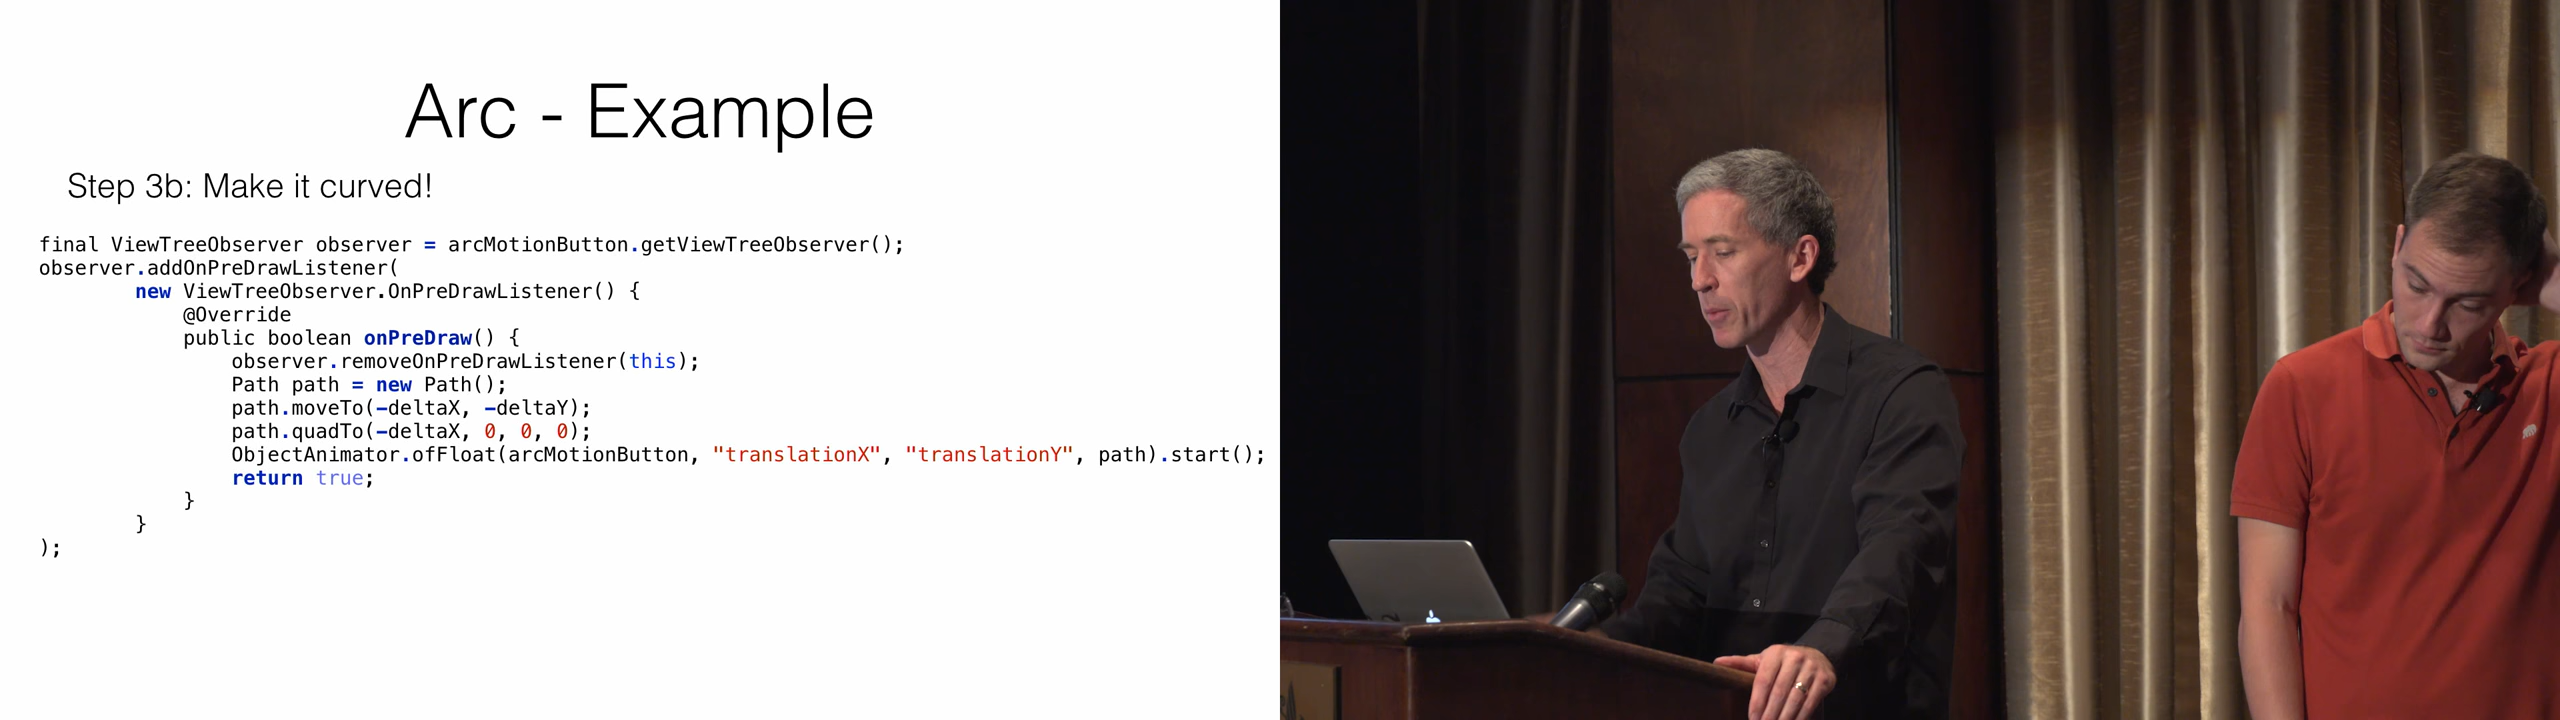 Arc - Example
Step 3b: Make it curved!
final ViewTreeObserver observer = arcMotionButton.getViewTreeObserver();
observer.addOnPreDrawListener(
        new ViewTreeObserver.OnPreDrawListener() {
            @Override
            public boolean onPreDraw() {
                observer.removeOnPreDrawListener(this);
                Path path = new Path();
                path.moveTo(-deltaX, -deltaY);
                path.quadTo(-deltaX, 0, 0, 0);
                ObjectAnimator.ofFloat(arcMotionButton, "translationX", "translationY", path).start();
                return true;
            }
        }
);